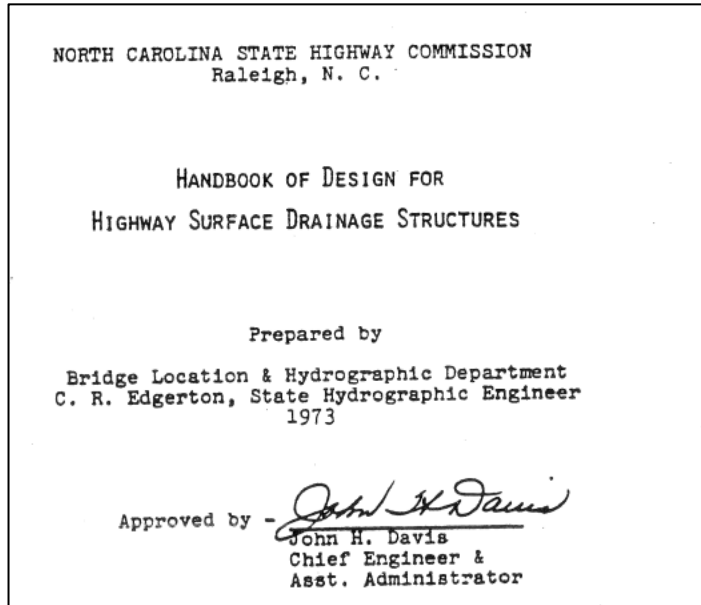 NORTH CAROLINA STATE HIGHWAY COMMISSION
Raleigh, N. C.
HANDBOOK OF DESIGN FOR
HIGHWAY SURFACE DRAINAGE STRUCTURES
Prepared by
Bridge Location & Hydrographic Department
C. R. Edgerton, State Hydrographic Engineer
1973
Approved by - John H Davis
John H. Davis
Chief Engineer &
Asst. Administrator